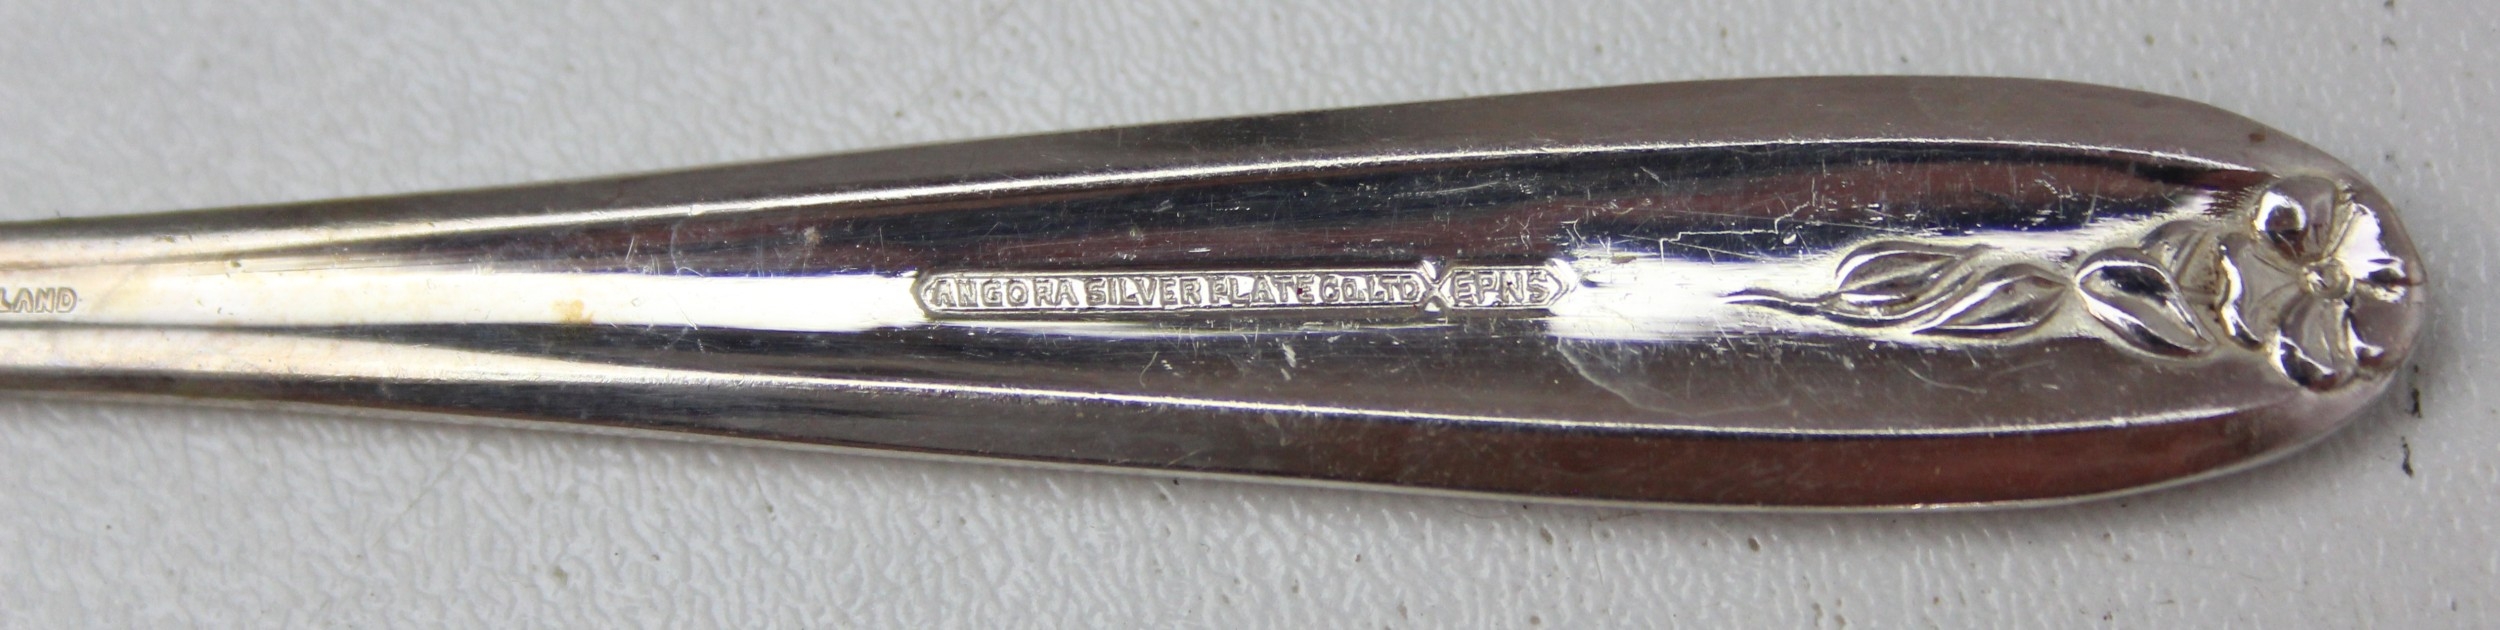 LAND
ANGORA SILVER PLATE CO. LTD EPNS